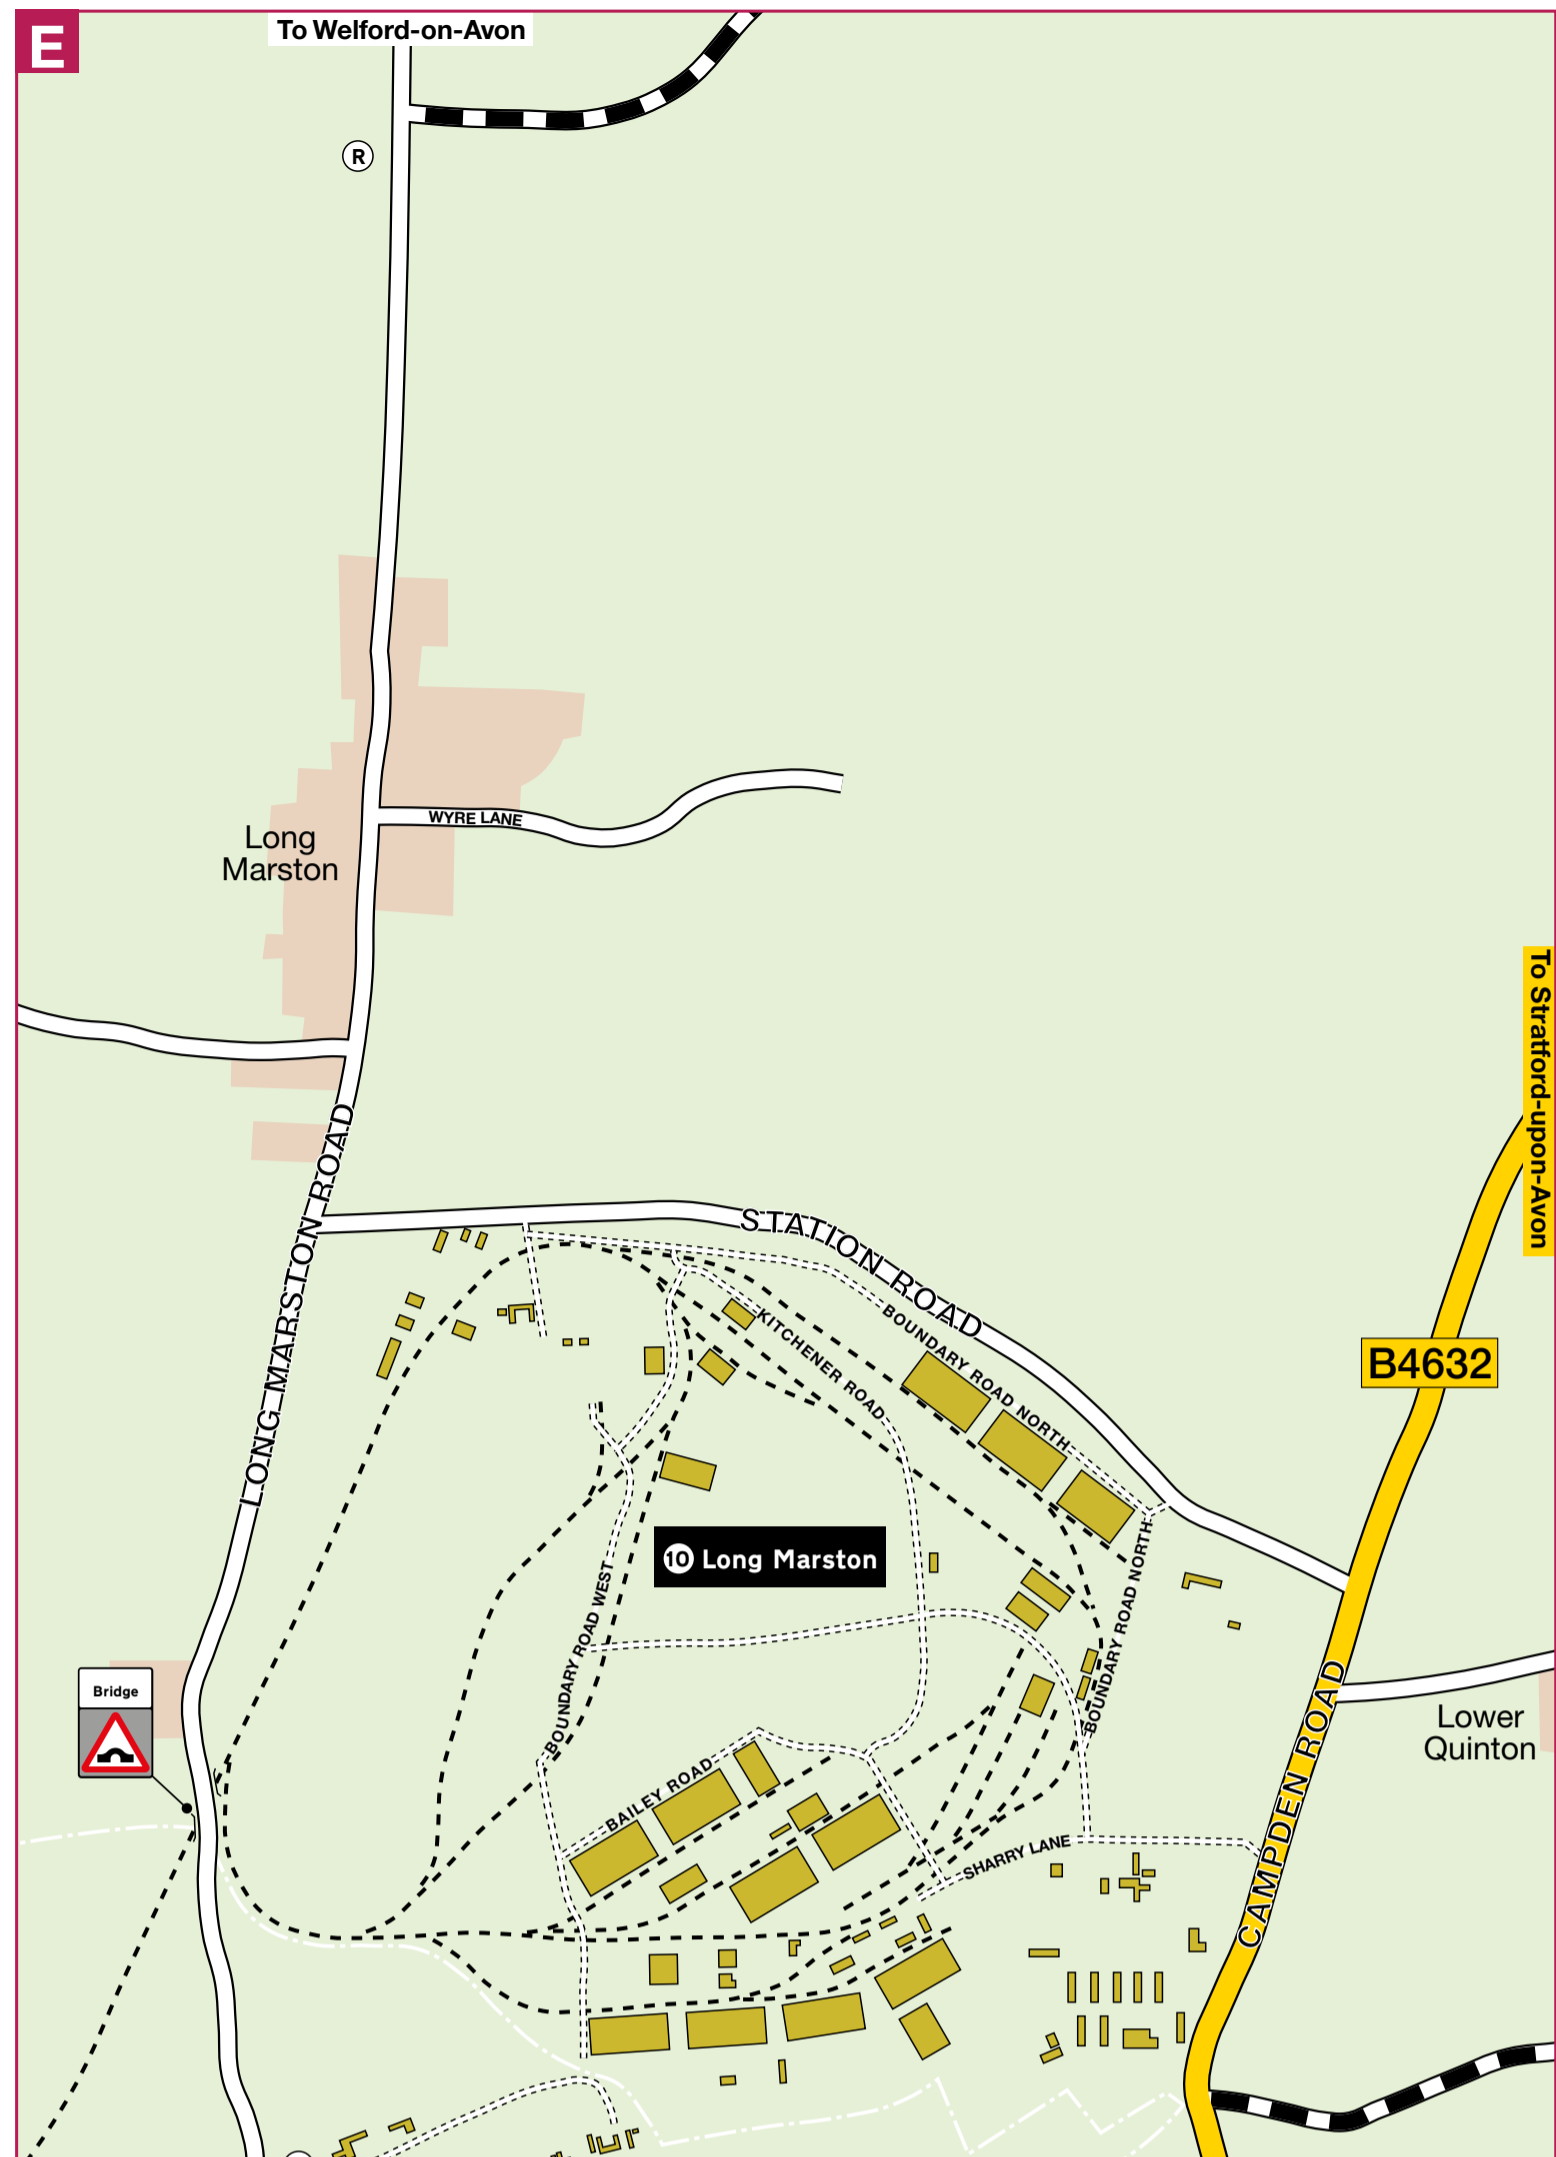 E
To Welford-on-Avon
R
WYRE LANE
Long
Marston
To Stratford-upon-Avon
LONG MARSTON ROAD
STATION ROAD
BOUNDARY ROAD NORTH
KITCHENER ROAD
B4632
10 Long Marston
BOUNDARY ROAD WEST
BOUNDARY ROAD NORTH
Bridge
Lower
Quinton
CAMPDEN ROAD
BAILEY ROAD
SHARRY LANE